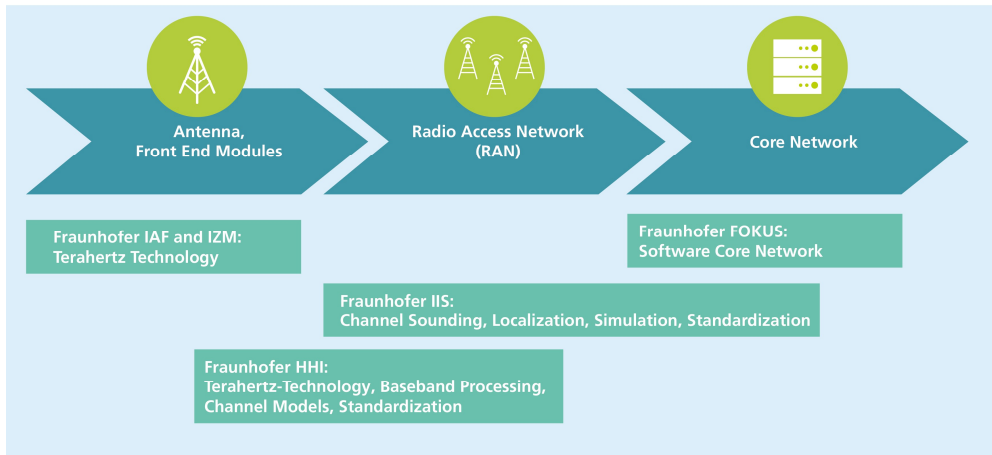 Antenna,
Front End Modules
Radio Access Network
(RAN)
Core Network
Fraunhofer IAF and IZM:
Terahertz Technology
Fraunhofer FOKUS:
Software Core Network
Fraunhofer IIS:
Channel Sounding, Localization, Simulation, Standardization
Fraunhofer HHI:
Terahertz-Technology, Baseband Processing,
Channel Models, Standardization